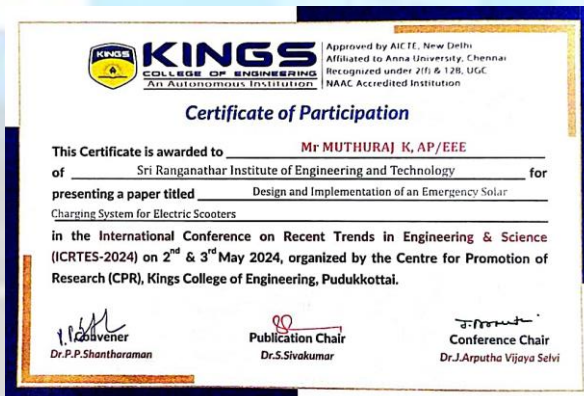 KINGS
KINGS
COLLEGE OF ENGINEERING
An Autonomous Institution
Approved by AICTE, New Delhi
Affiliated to Anna University, Chennai
Recognized under 2(f) & 12B, UGC
NAAC Accredited Institution
Certificate of Participation
This Certificate is awarded to Mr MUTHURAJ K, AP/EEE
of Sri Ranganathar Institute of Engineering and Technology for
presenting a paper titled Design and Implementation of an Emergency Solar
Charging System for Electric Scooters
in the International Conference on Recent Trends in Engineering & Science
(ICRTES-2024) on 2nd & 3rd May 2024, organized by the Centre for Promotion of
Research (CPR), Kings College of Engineering, Pudukkottai.
Convener
Dr.P.P.Shantharaman
Publication Chair
Dr.S.Sivakumar
Conference Chair
Dr.J.Arputha Vijaya Selvi